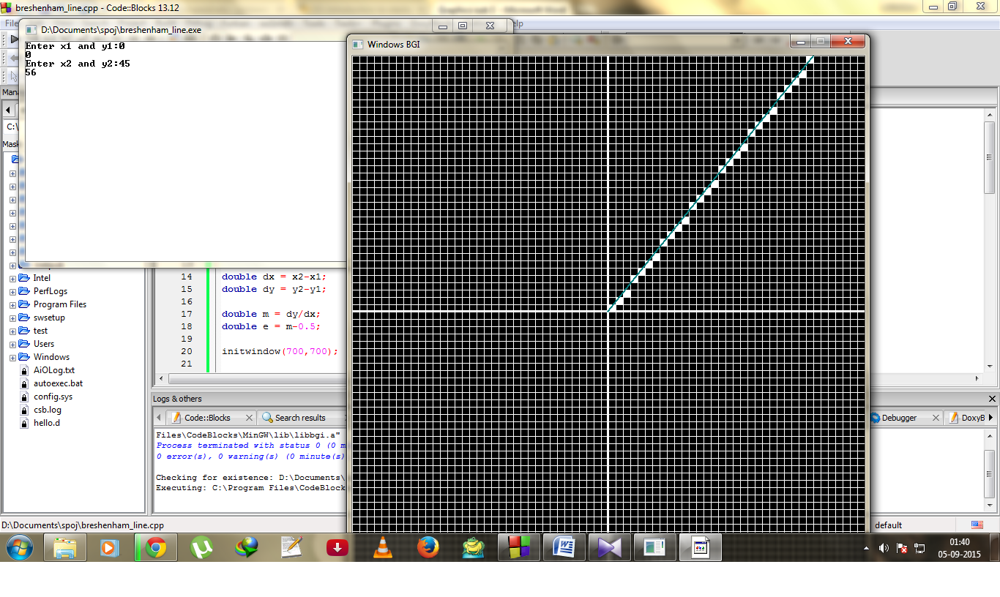 breshenham_line.cpp - Code::Blocks 13.12
File
lp
D:\Documents\spoj\breshenham_line.exe
Enter x1 and y1:0
0
Enter x2 and y2:45
56
Windows BGI
Mana
C:\
Mask
Intel
PerfLogs
Program Files
swsetup
test
Users
Windows
AiOLog.txt
autoexec.bat
config.sys
csb.log
hello.d
14 double dx = x2-x1;
15 double dy = y2-y1;
16
17 double m = dy/dx;
18 double e = m-0.5;
19
20 initwindow(700,700);
21
Logs & others
Code::Blocks
Search results
Debugger
DoxyB
Files\CodeBlocks\MinGW\lib\libbgi.a"
Process terminated with status 0 (0 m
0 error(s), 0 warning(s) (0 minute(s)
Checking for existence: D:\Documents\
Executing: C:\Program Files\CodeBlock
D:\Documents\spoj\breshenham_line.cpp
default
01:40
05-09-2015